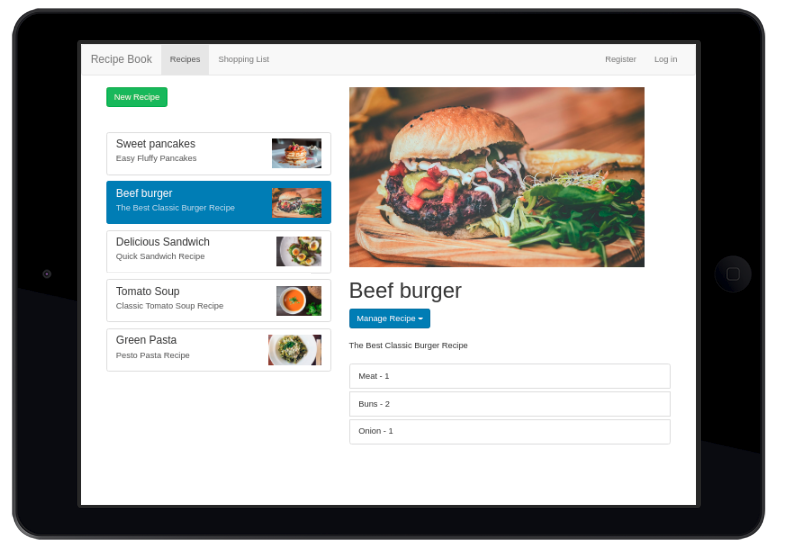 Recipe Book Recipes Shopping List Register Log in
New Recipe
Sweet pancakes
Easy Fluffy Pancakes
Beef burger
The Best Classic Burger Recipe
Delicious Sandwich
Quick Sandwich Recipe
Tomato Soup
Classic Tomato Soup Recipe
Green Pasta
Pesto Pasta Recipe
Beef burger
Manage Recipe
The Best Classic Burger Recipe
Meat - 1
Buns - 2
Onion - 1